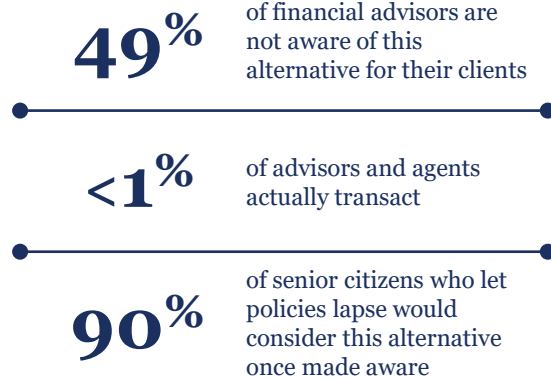 49%
of financial advisors are
not aware of this
alternative for their clients
<1%
of advisors and agents
actually transact
90%
of senior citizens who let
policies lapse would
consider this alternative
once made aware